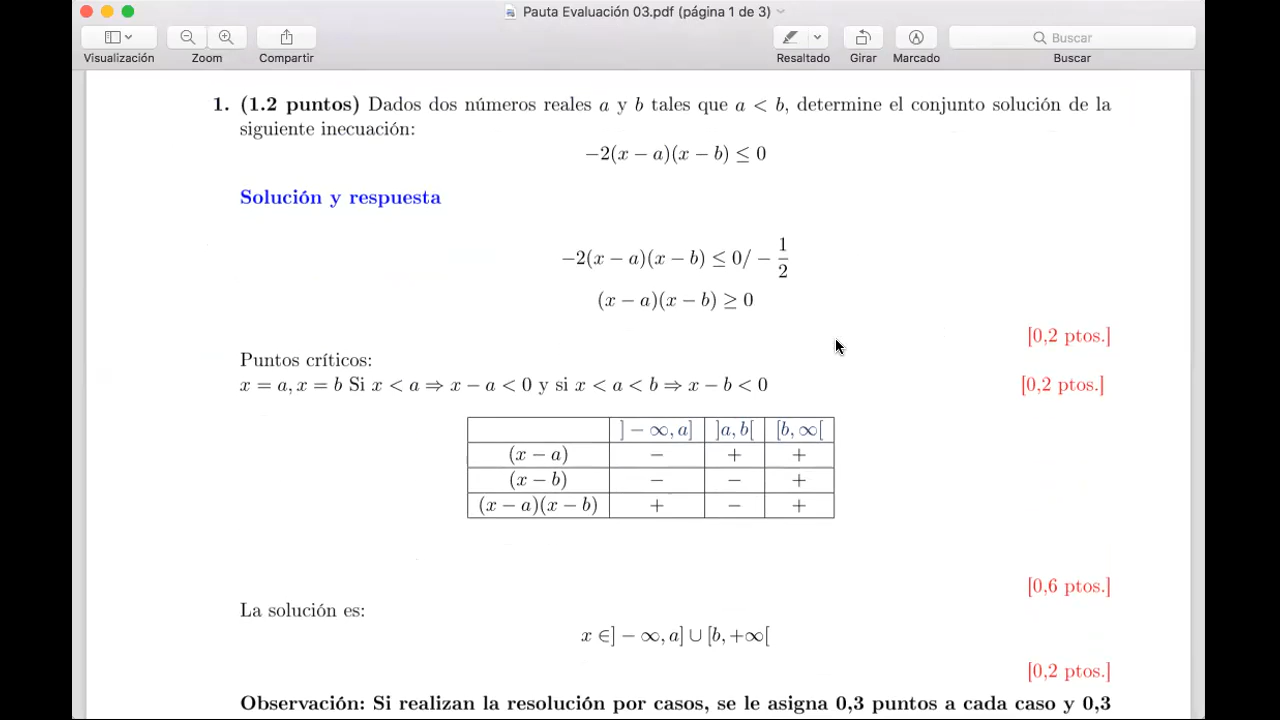 Pauta Evaluación 03.pdf (página 1 de 3)
Visualización
Zoom
Compartir
Resaltado
Girar
Marcado
Buscar
Buscar
1. (1.2 puntos) Dados dos números reales a y b tales que a < b, determine el conjunto solución de la
siguiente inecuación:
−2(x − a)(x − b) ≤ 0
Solución y respuesta
−2(x − a)(x − b) ≤ 0/ − 1/2
(x − a)(x − b) ≥ 0
[0,2 ptos.]
Puntos críticos:
x = a, x = b Si x < a ⇒ x − a < 0 y si x < a < b ⇒ x − b < 0 [0,2 ptos.]
] − ∞, a] ]a, b[ [b, ∞[
(x − a) − + +
(x − b) − − +
(x − a)(x − b) + − +
[0,6 ptos.]
La solución es:
x ∈] − ∞, a] ∪ [b, +∞[
[0,2 ptos.]
Observación: Si realizan la resolución por casos, se le asigna 0,3 puntos a cada caso y 0,3